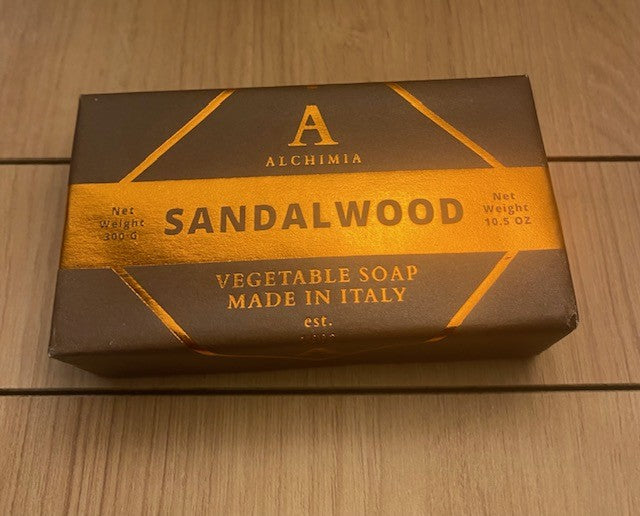 A
ALCHIMIA
Net
Weight
300 G
SANDALWOOD
Net
Weight
10.5 OZ
VEGETABLE SOAP
MADE IN ITALY
est.